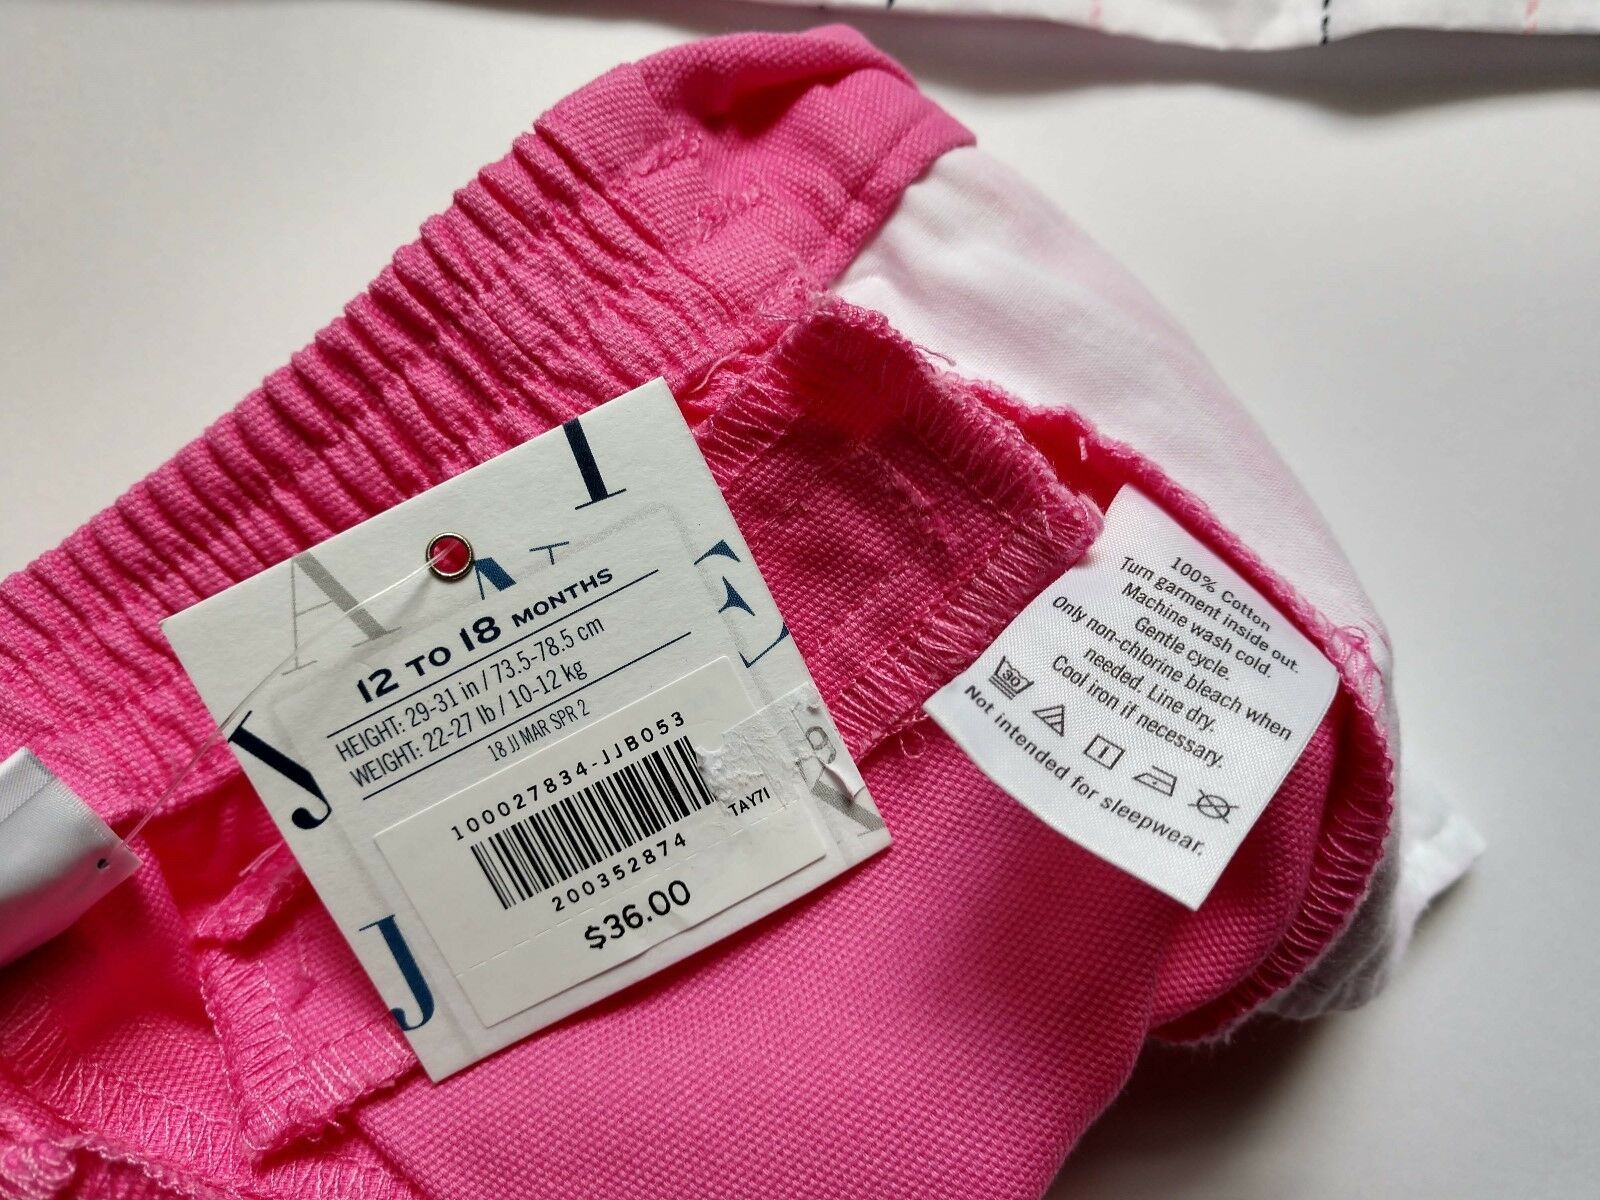 12 TO 18 MONTHS
HEIGHT: 29-31 in / 73.5-78.5 cm
WEIGHT: 22-27 lb / 10-12 kg
18 JJ MAR SPR 2
100027834-JJB053
TAY71
200352874
$36.00
100% Cotton
Turn garment inside out.
Machine wash cold.
Gentle cycle.
Only non-chlorine bleach when
needed. Line dry.
Cool iron if necessary.
30
Not intended for sleepwear.